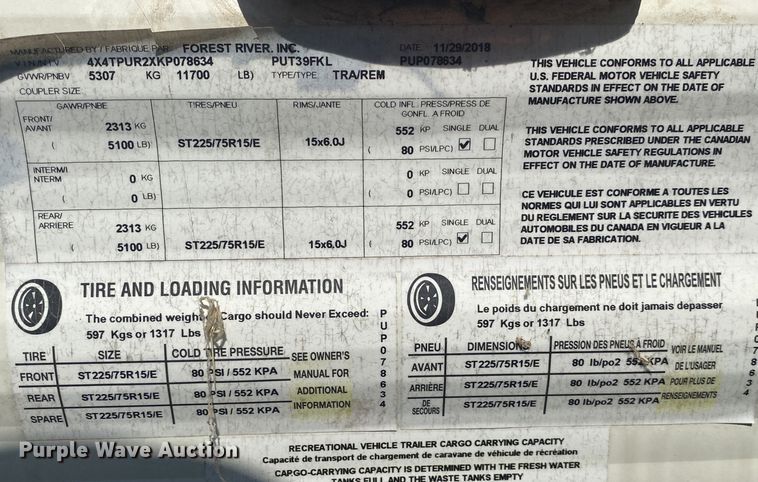 MANUFACTURED BY / FABRIQUE PAR FOREST RIVER, INC. DATE 11/29/2018
V I N/N I V 4X4TPUR2XKP078634 PUT39FKL PUP078634
GVWR/PNBV 5307 KG 11700 LB) TYPE/TYPE TRA/REM
COUPLER SIZE
GAWR/PNBE TIRES/PNEU RIMS/JANTE COLD INFL. PRESS/PRESS DE GONFL. A FROID
FRONT/AVANT 2313 KG ST225/75R15/E 15x6.0J 552 KP SINGLE DUAL
( 5100 LB) ( 80 PSI/LPC)
INTERM/INTERM 0 KG 0 KP SINGLE DUAL
( 0 LB) ( 0 PSI/LPC)
REAR/ARRIERE 2313 KG ST225/75R15/E 15x6.0J 552 KP SINGLE DUAL
( 5100 LB) ( 80 PSI/LPC)
THIS VEHICLE CONFORMS TO ALL APPLICABLE
U.S. FEDERAL MOTOR VEHICLE SAFETY
STANDARDS IN EFFECT ON THE DATE OF
MANUFACTURE SHOWN ABOVE.
THIS VEHICLE CONFORMS TO ALL APPLICABLE
STANDARDS PRESCRIBED UNDER THE CANADIAN
MOTOR VEHICLE SAFETY REGULATIONS IN
EFFECT ON THE DATE OF MANUFACTURE.
CE VEHICULE EST CONFORME A TOUTES LES
NORMES QUI LUI SONT APPLICABLES EN VERTU
DU REGLEMENT SUR LA SECURITE DES VEHICULES
AUTOMOBILES DU CANADA EN VIGUEUR A LA
DATE DE SA FABRICATION.
TIRE AND LOADING INFORMATION
The combined weight Cargo should Never Exceed:
597 Kgs or 1317 Lbs
TIRE SIZE COLD TIRE PRESSURE SEE OWNER'S
FRONT ST225/75R15/E 80 PSI / 552 KPA MANUAL FOR
REAR ST225/75R15/E 80 PSI / 552 KPA ADDITIONAL
SPARE ST225/75R15/E 80 PSI / 552 KPA INFORMATION
PUP078634
RENSEIGNEMENTS SUR LES PNEUS ET LE CHARGEMENT
Le poids du chargement ne doit jamais depasser
597 Kgs or 1317 Lbs
PNEU DIMENSIONS PRESSION DES PNEUS À FROID VOIR LE MANUEL
AVANT ST225/75R15/E 80 lb/po2 552 KPA DE L'USAGER
ARRIÈRE ST225/75R15/E 80 lb/po2 552 KPA POUR PLUS DE
DE SECOURS ST225/75R15/E 80 lb/po2 552 KPA RENSEIGNEMENTS
RECREATIONAL VEHICLE TRAILER CARGO CARRYING CAPACITY
Capacité de transport de chargement de caravane de véhicule de récréation
CARGO-CARRYING CAPACITY IS DETERMINED WITH THE FRESH WATER
TANKS FULL AND THE WASTE TANKS EMPTY
Purple Wave Auction